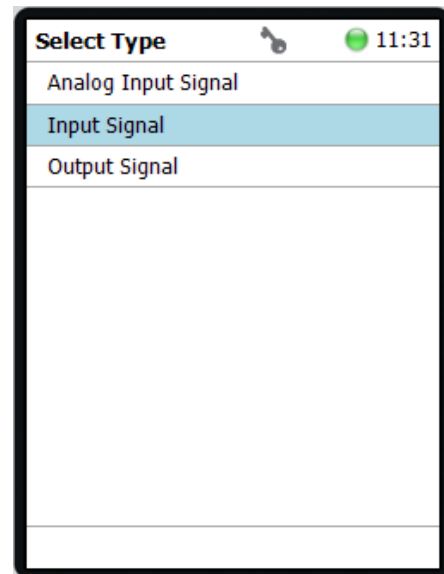 Select Type 11:31
Analog Input Signal
Input Signal
Output Signal